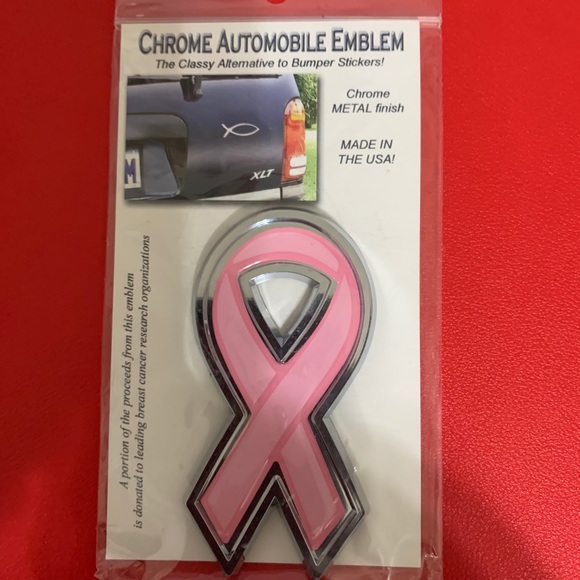 CHROME AUTOMOBILE EMBLEM
The Classy Alternative to Bumper Stickers!
Chrome
METAL finish
MADE IN
THE USA!
M
XLT
A portion of the proceeds from this emblem
is donated to leading breast cancer research organizations